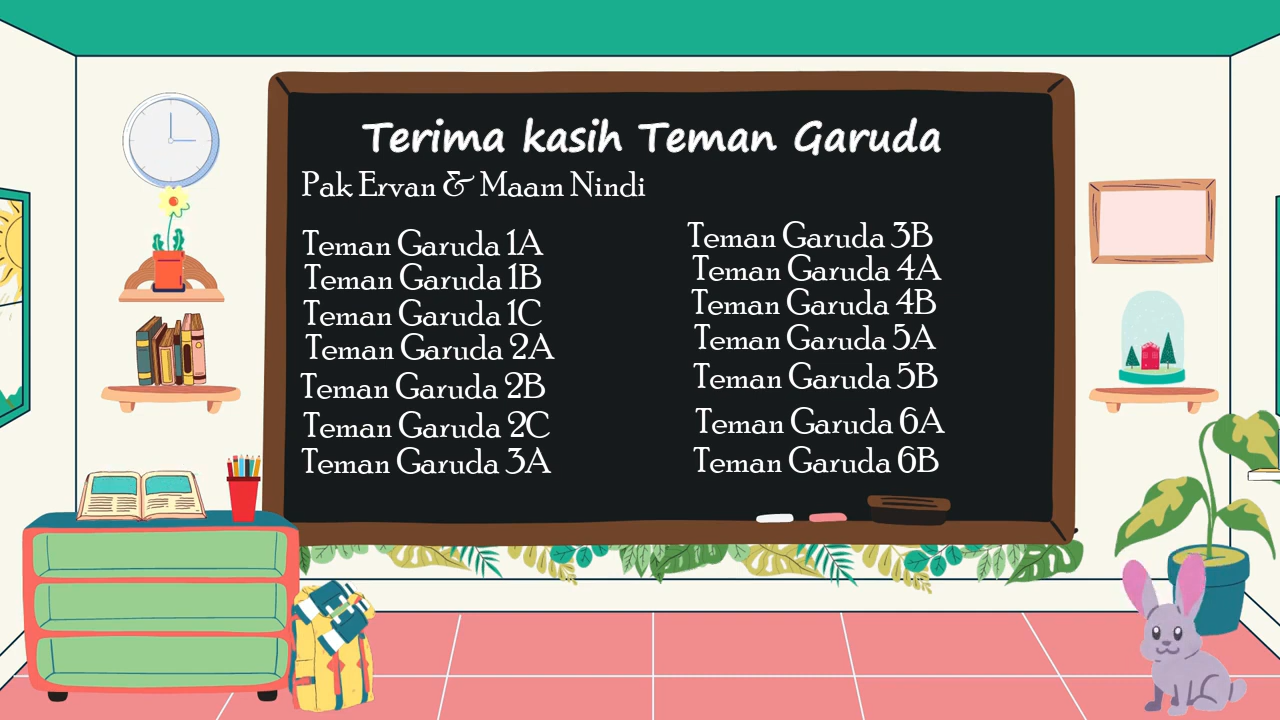 Terima kasih Teman Garuda
Pak Ervan & Maam Nindi
Teman Garuda 1A
Teman Garuda 1B
Teman Garuda 1C
Teman Garuda 2A
Teman Garuda 2B
Teman Garuda 2C
Teman Garuda 3A
Teman Garuda 3B
Teman Garuda 4A
Teman Garuda 4B
Teman Garuda 5A
Teman Garuda 5B
Teman Garuda 6A
Teman Garuda 6B